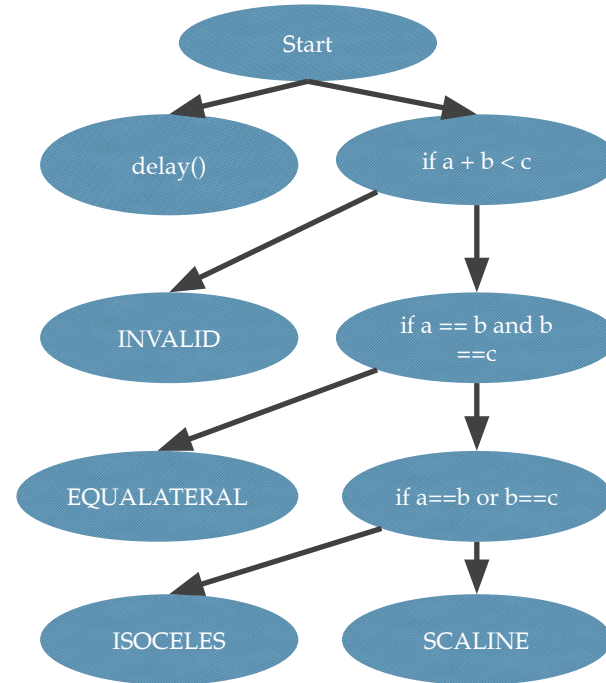 Start
delay()
if a + b < c
INVALID
if a == b and b
==c
EQUALATERAL
if a==b or b==c
ISOCELES
SCALINE